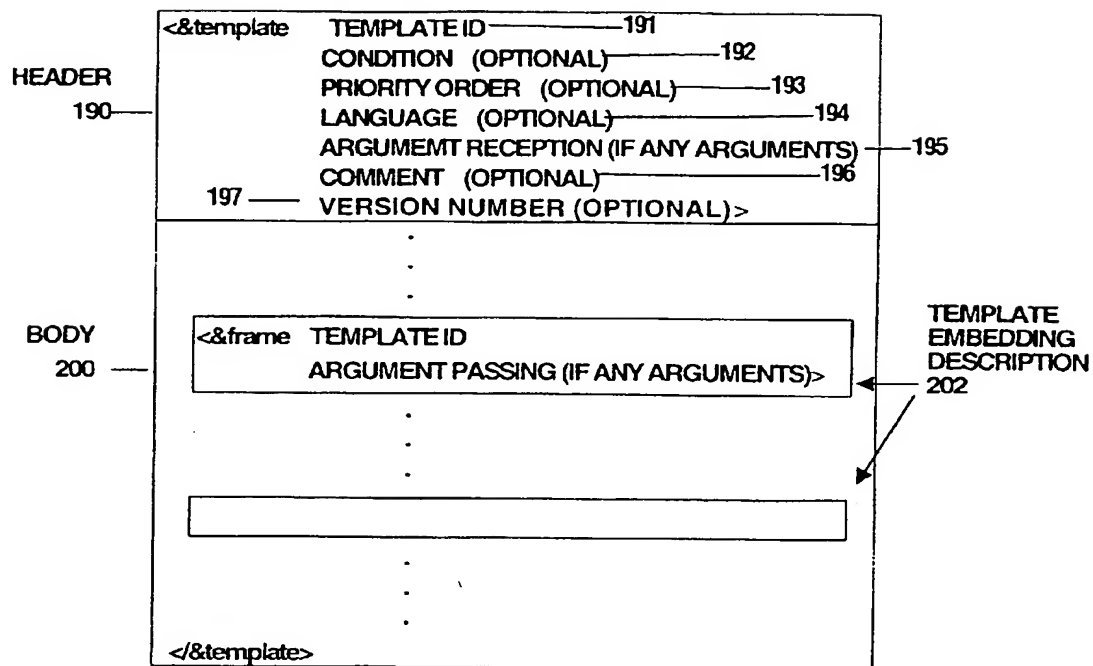 <&template TEMPLATE ID 191
CONDITION (OPTIONAL) 192
HEADER
PRIORITY ORDER (OPTIONAL) 193
190
LANGUAGE (OPTIONAL) 194
ARGUMEMT RECEPTION (IF ANY ARGUMENTS) 195
COMMENT (OPTIONAL) 196
197 VERSION NUMBER (OPTIONAL)>
BODY
200
<&frame TEMPLATE ID
ARGUMENT PASSING (IF ANY ARGUMENTS)>
TEMPLATE
EMBEDDING
DESCRIPTION
202
</&template>